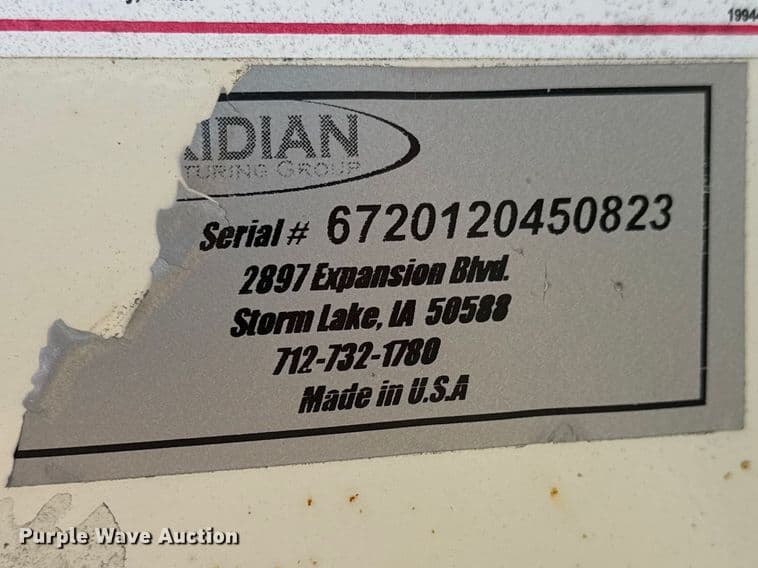 1994
IDIAN
TURING GROUP
Serial # 6720120450823
2897 Expansion Blvd.
Storm Lake, IA 50588
712-732-1780
Made in U.S.A
Purple Wave Auction